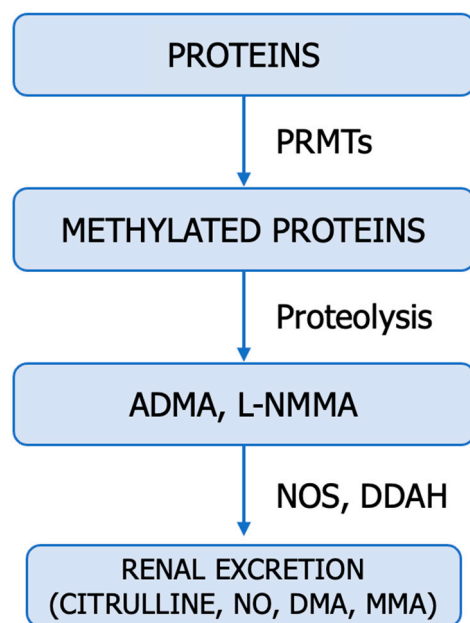 PROTEINS
PRMTs
METHYLATED PROTEINS
Proteolysis
ADMA, L-NMMA
NOS, DDAH
RENAL EXCRETION
(CITRULLINE, NO, DMA, MMA)